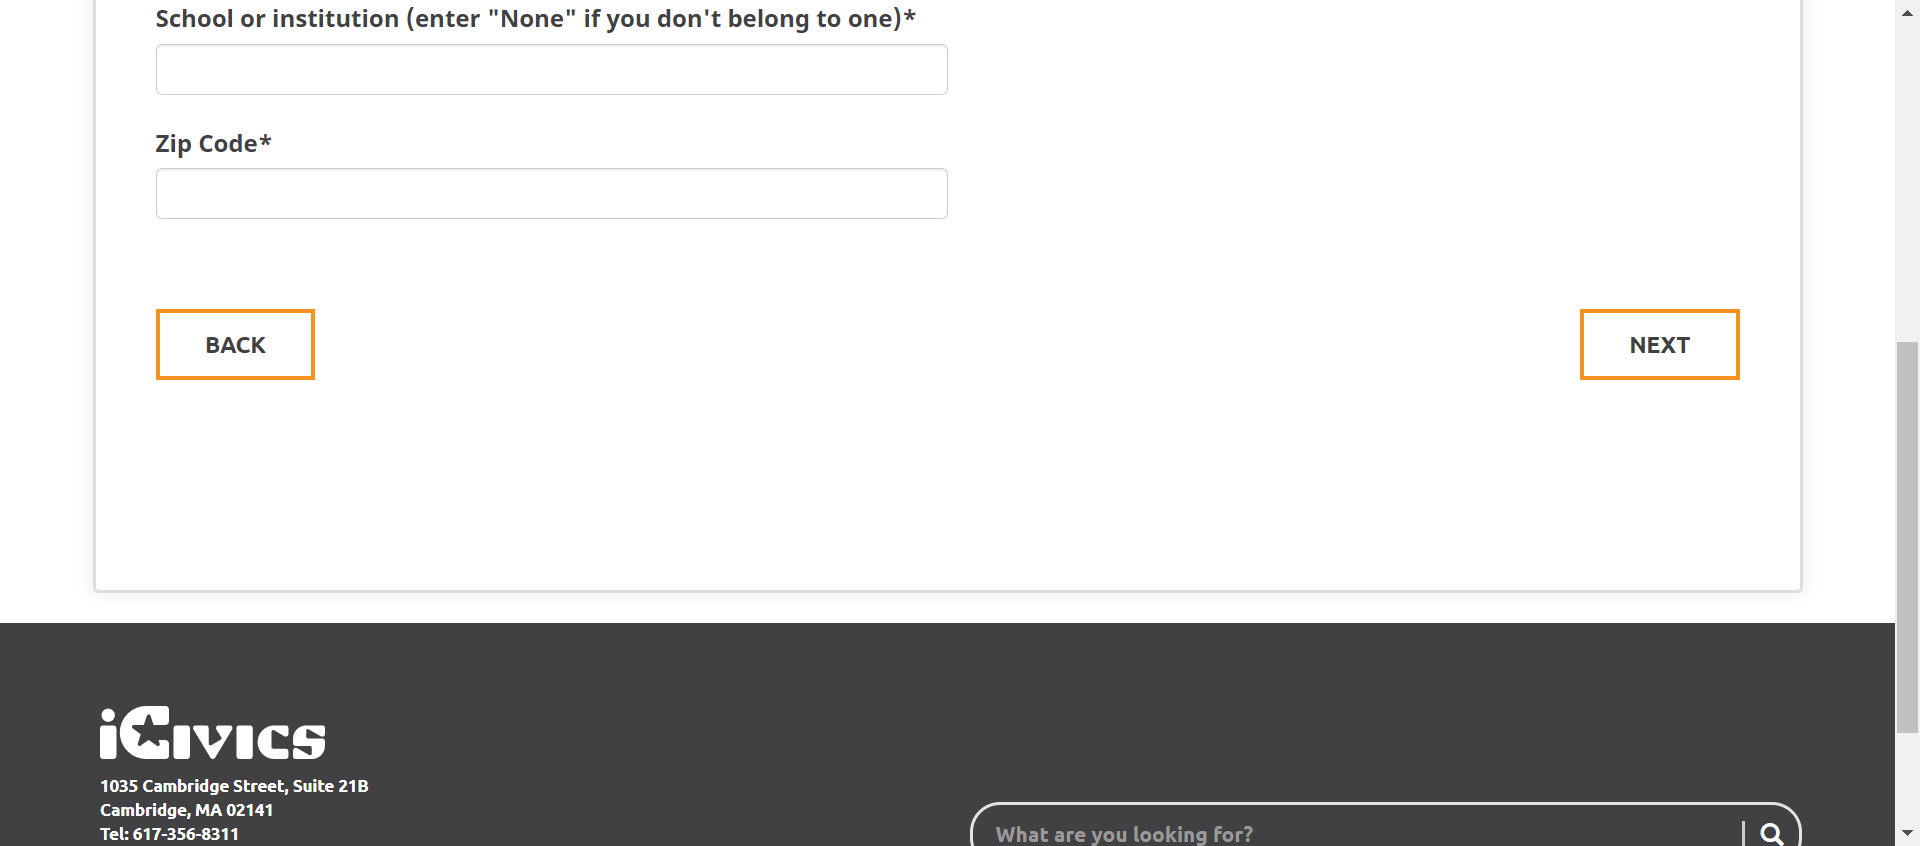 School or institution (enter "None" if you don't belong to one)*
Zip Code*
BACK
NEXT
iCivics
1035 Cambridge Street, Suite 21B
Cambridge, MA 02141
Tel: 617-356-8311
What are you looking for?